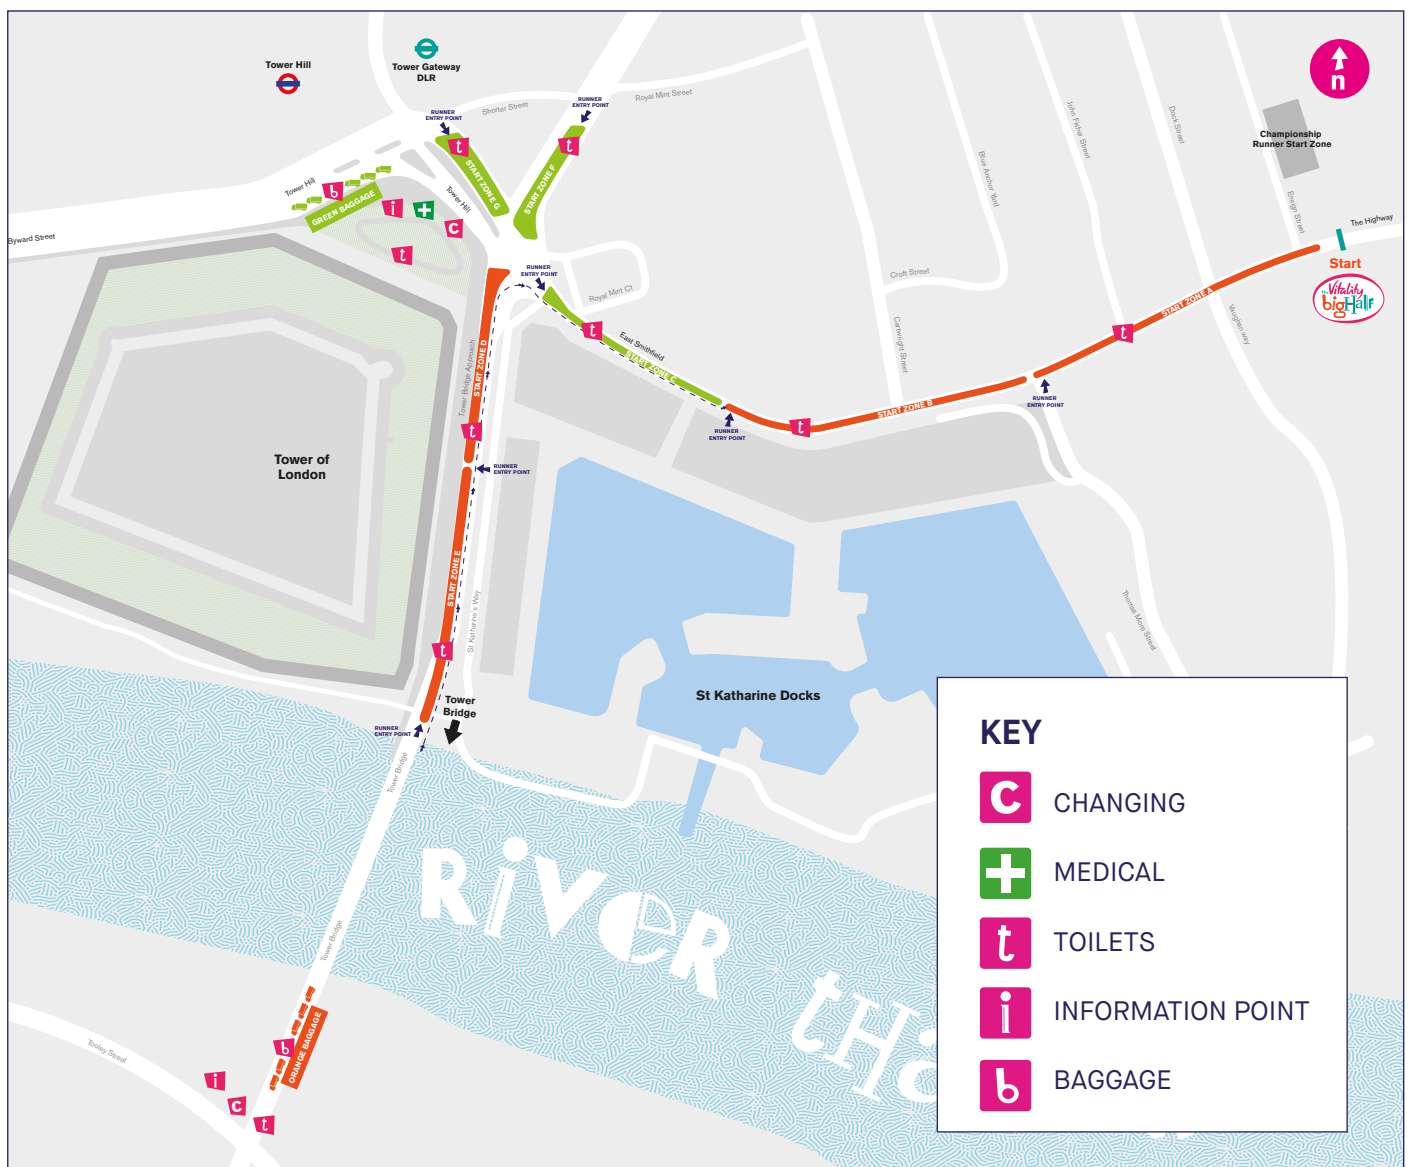 Tower Hill
Tower Gateway
DLR
n
Shorter Street
RUNNER
ENTRY POINT
RUNNER
ENTRY POINT
Royal Mint Street
t
t
START ZONE G
START ZONE F
John Fisher Street
Dock Street
Championship
Runner Start Zone
Blue Anchor Yard
Ensign Street
The Highway
Tower Hill
b
GREEN BAGGAGE
i
c
t
Tower Hill
Byward Street
RUNNER
ENTRY POINT
Royal Mint Ct
Croft Street
Start
the
Vitality
big Half
START ZONE A
t
Vaughan way
Cartwright Street
t
East Smithfield
START ZONE C
START ZONE B
t
RUNNER
ENTRY POINT
RUNNER
ENTRY POINT
Tower Bridge Approach
START ZONE D
t
RUNNER
ENTRY POINT
Tower of
London
START ZONE E
St Katharine's Way
t
Thomas More Street
St Katharine Docks
Tower
Bridge
RUNNER
ENTRY POINT
Tower Bridge
RiVeR
tHa
Tower Bridge
ORANGE BAGGAGE
b
Tooley Street
i
c
t
KEY
c CHANGING
MEDICAL
t TOILETS
i INFORMATION POINT
b BAGGAGE